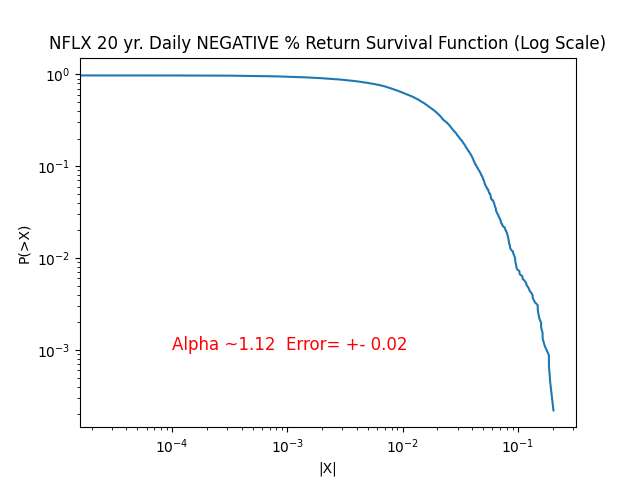 NFLX 20 yr. Daily NEGATIVE % Return Survival Function (Log Scale)
10⁰
10⁻¹
10⁻²
10⁻³
P(>X)
Alpha ~1.12  Error= +- 0.02
10⁻⁴ 10⁻³ 10⁻² 10⁻¹
|X|